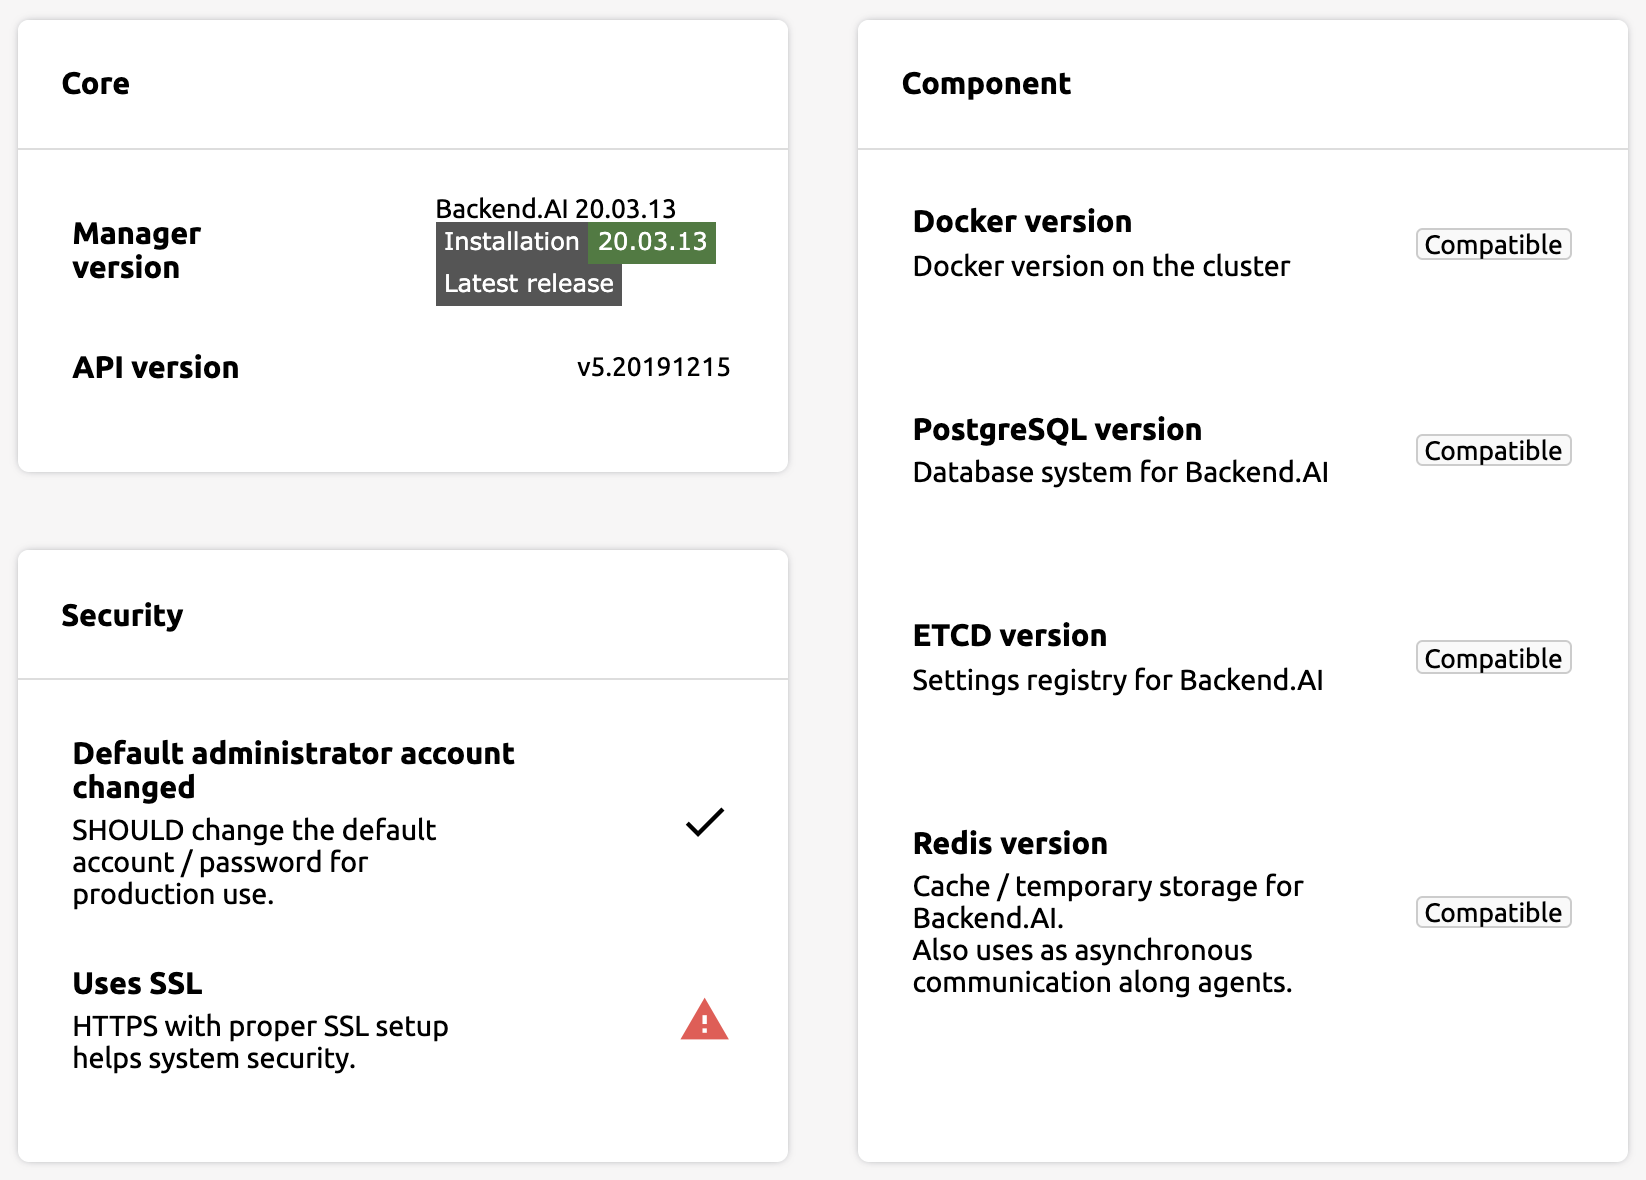 Core
Manager
version
Backend.AI 20.03.13
Installation 20.03.13
Latest release
API version
v5.20191215
Security
Default administrator account
changed
SHOULD change the default
account / password for
production use.
Uses SSL
HTTPS with proper SSL setup
helps system security.
Component
Docker version
Docker version on the cluster
Compatible
PostgreSQL version
Database system for Backend.AI
Compatible
ETCD version
Settings registry for Backend.AI
Compatible
Redis version
Cache / temporary storage for
Backend.AI.
Also uses as asynchronous
communication along agents.
Compatible